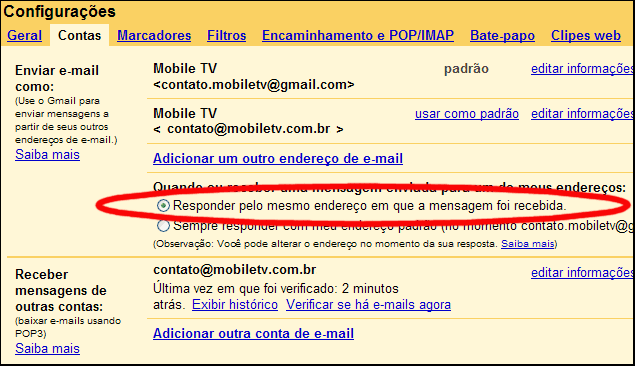 Configurações
Geral Contas Marcadores Filtros Encaminhamento e POP/IMAP Bate-papo Clipes web
Enviar e-mail como:
(Use o Gmail para
enviar mensagens a
partir de seus outros
endereços de e-mail.)
Saiba mais
Mobile TV
<contato.mobiletv@gmail.com>
padrão
editar informações
Mobile TV
< contato@mobiletv.com.br >
usar como padrão editar informações
Adicionar um outro endereço de e-mail
Quando eu receber uma mensagem enviada para um de meus endereços:
Responder pelo mesmo endereço em que a mensagem foi recebida.
Sempre responder com meu endereço padrão (no momento contato.mobiletv@g
(Observação: Você pode alterar o endereço no momento da sua resposta. Saiba mais)
Receber
mensagens de
outras contas:
(baixar e-mails usando
POP3)
Saiba mais
contato@mobiletv.com.br
editar informações
Última vez em que foi verificado: 2 minutos
atrás. Exibir histórico Verificar se há e-mails agora
Adicionar outra conta de e-mail